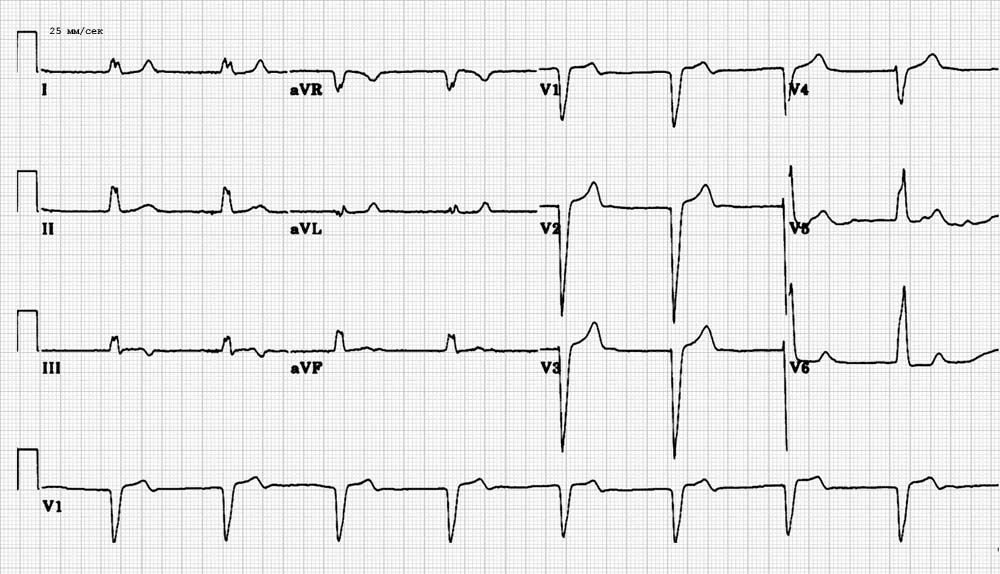 25 мм/сек
I aVR V1 V4
II aVL V2 V5
III aVF V3 V6
V1